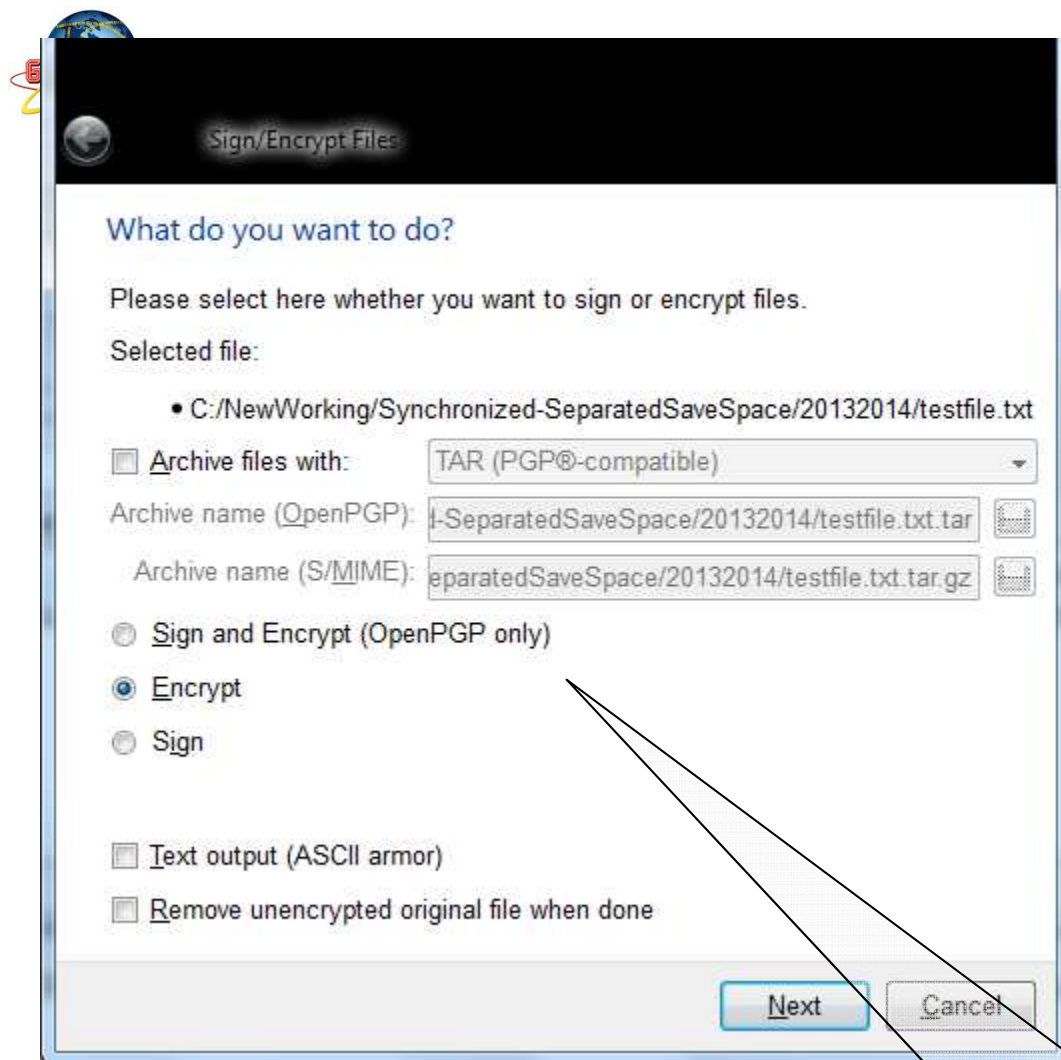 Sign/Encrypt Files
What do you want to do?
Please select here whether you want to sign or encrypt files.
Selected file:
• C:/NewWorking/Synchronized-SeparatedSaveSpace/20132014/testfile.txt
Archive files with: TAR (PGP®-compatible)
Archive name (OpenPGP): -SeparatedSaveSpace/20132014/testfile.txt.tar
Archive name (S/MIME): eparatedSaveSpace/20132014/testfile.txt.tar.gz
Sign and Encrypt (OpenPGP only)
Encrypt
Sign
Text output (ASCII armor)
Remove unencrypted original file when done
Next Cancel